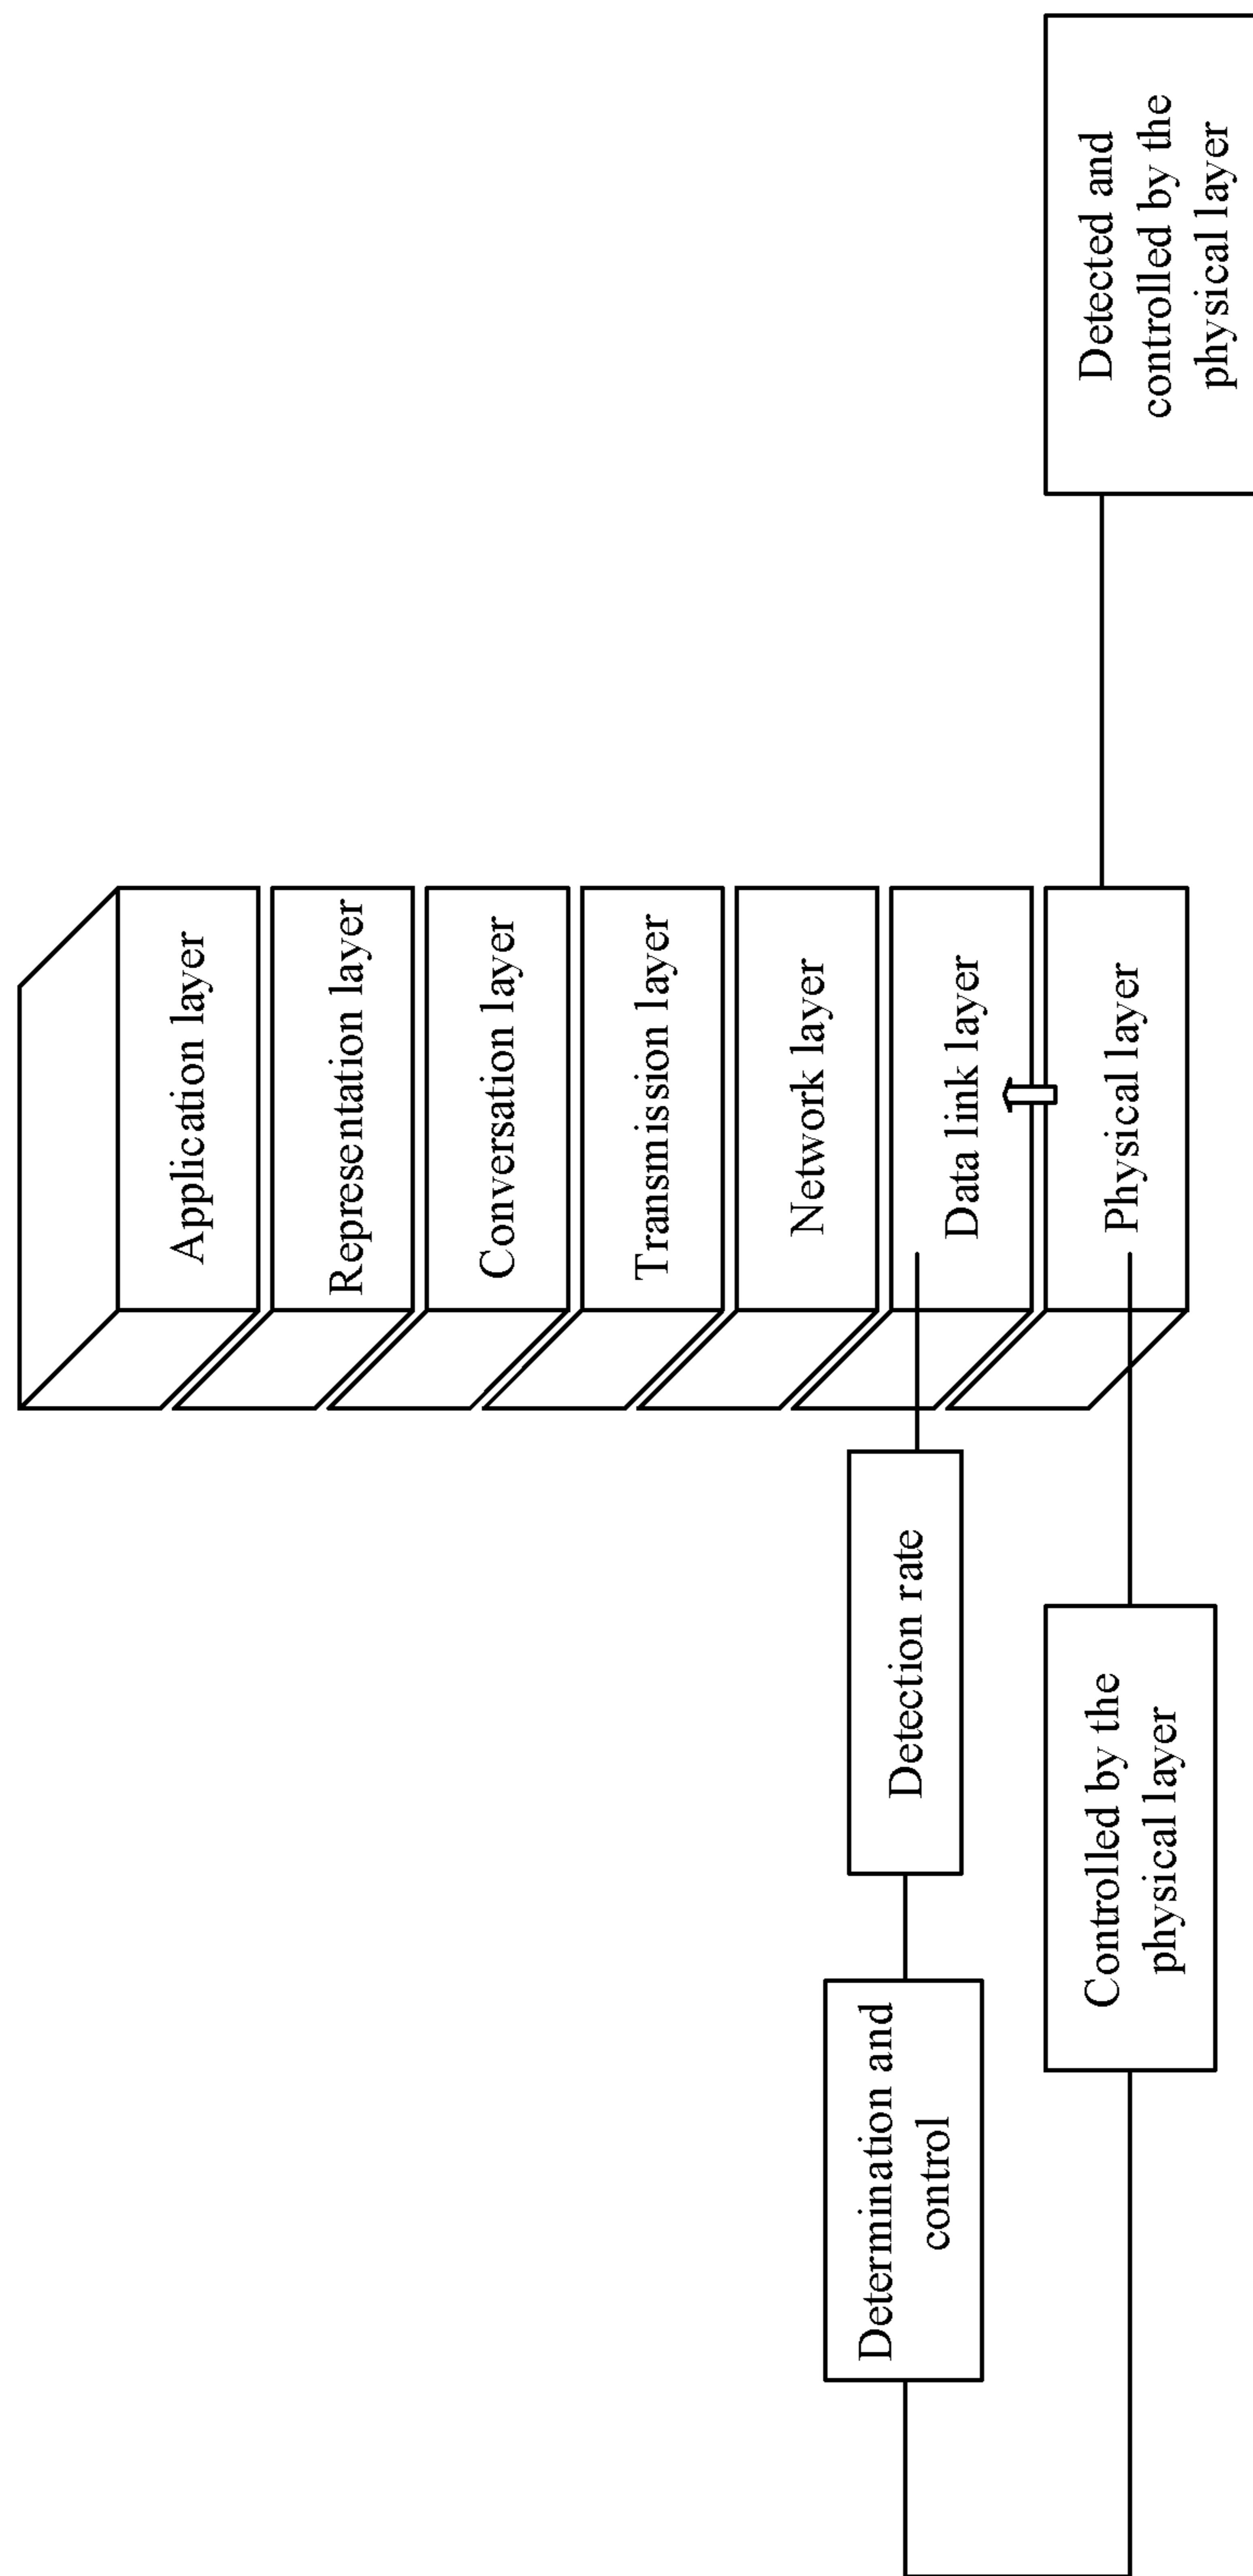 Application layer
Representation layer
Conversation layer
Transmission layer
Network layer
Data link layer
Physical layer
Determination and
control
Detection rate
Controlled by the
physical layer
Detected and
controlled by the
physical layer